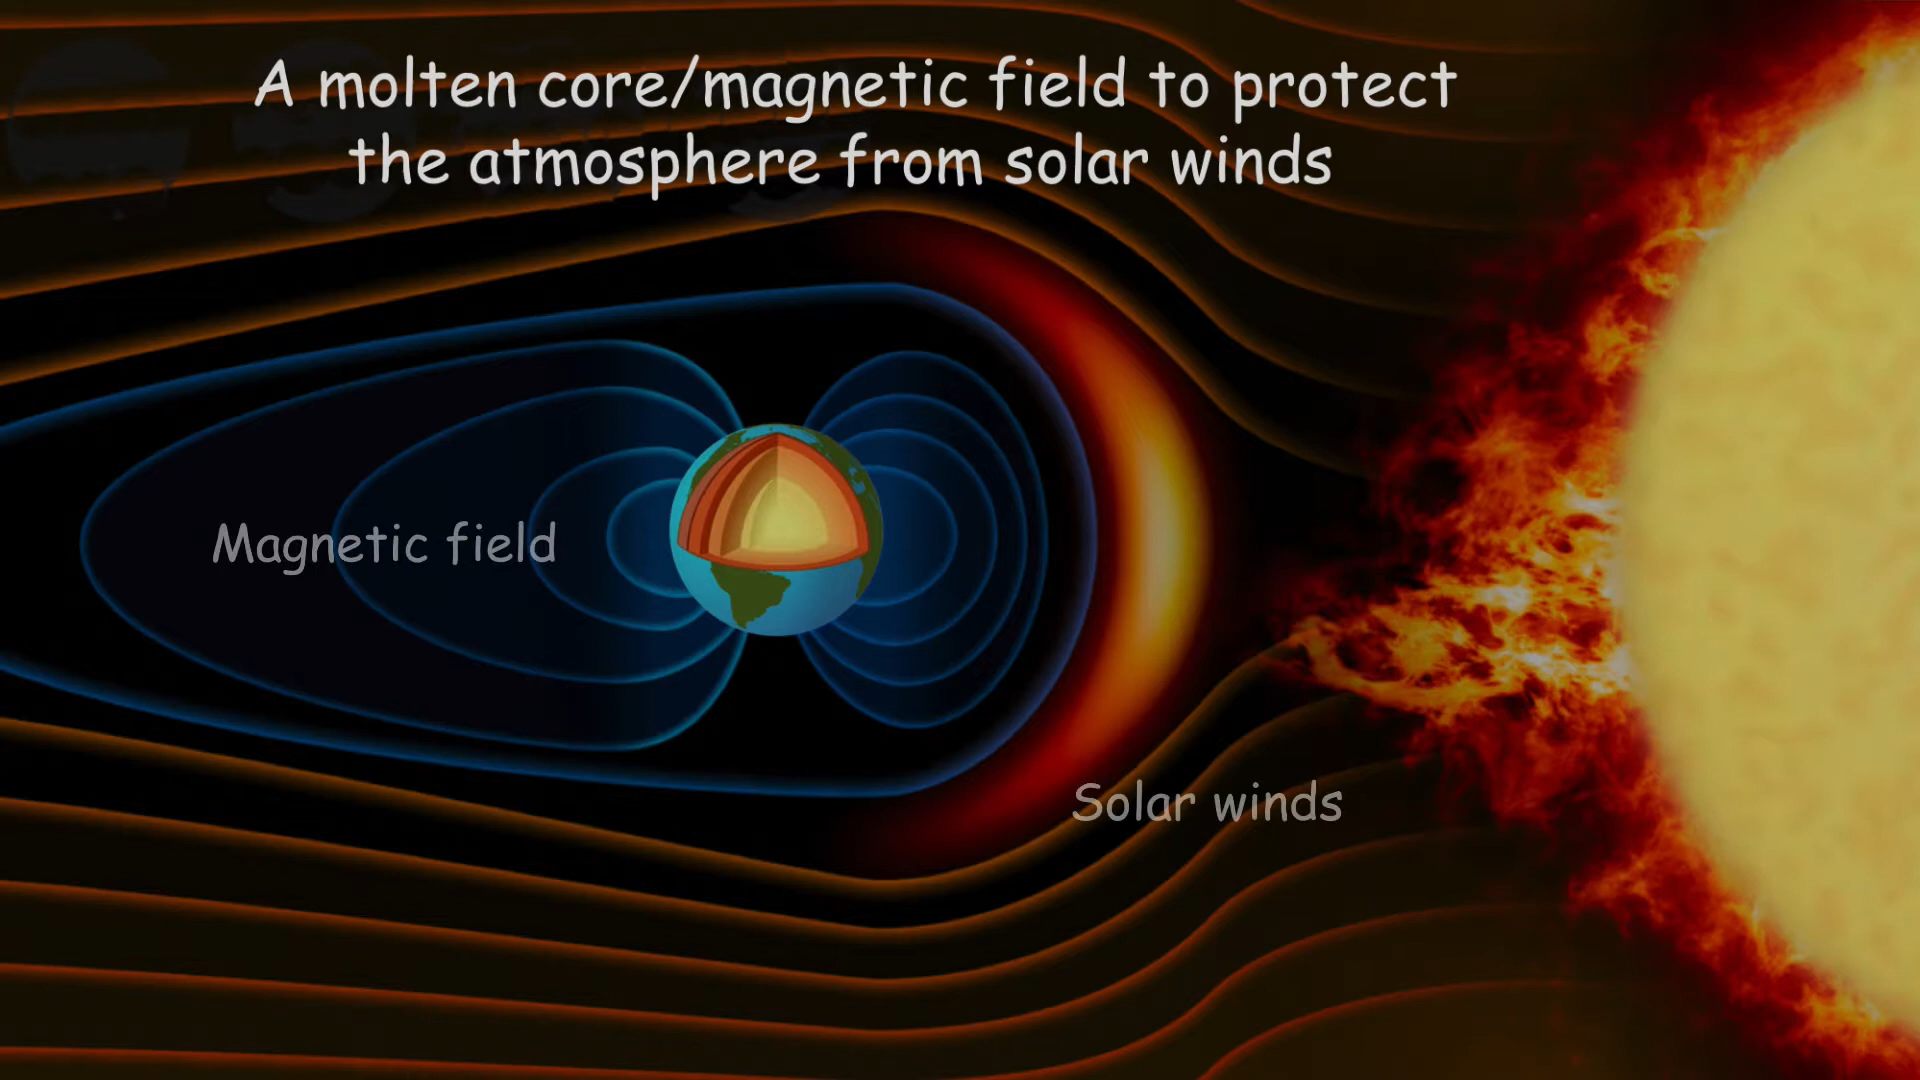 A molten core/magnetic field to protect
the atmosphere from solar winds
Magnetic field
Solar winds